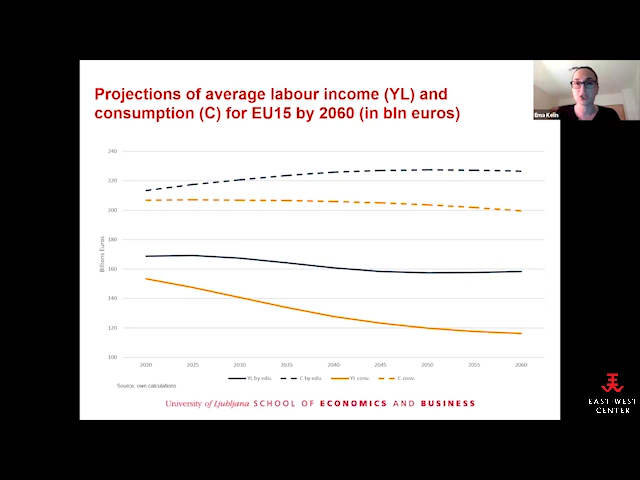 Projections of average labour income (YL) and
consumption (C) for EU15 by 2060 (in bln euros)
Ema Kelin
240
220
200
180
160
140
120
100
Billions Euros
2020 2025 2030 2035 2040 2045 2050 2055 2060
YL by edu. C by edu. YL conv. C conv.
Source: own calculations
University of Ljubljana SCHOOL OF ECONOMICS AND BUSINESS
EAST-WEST
CENTER